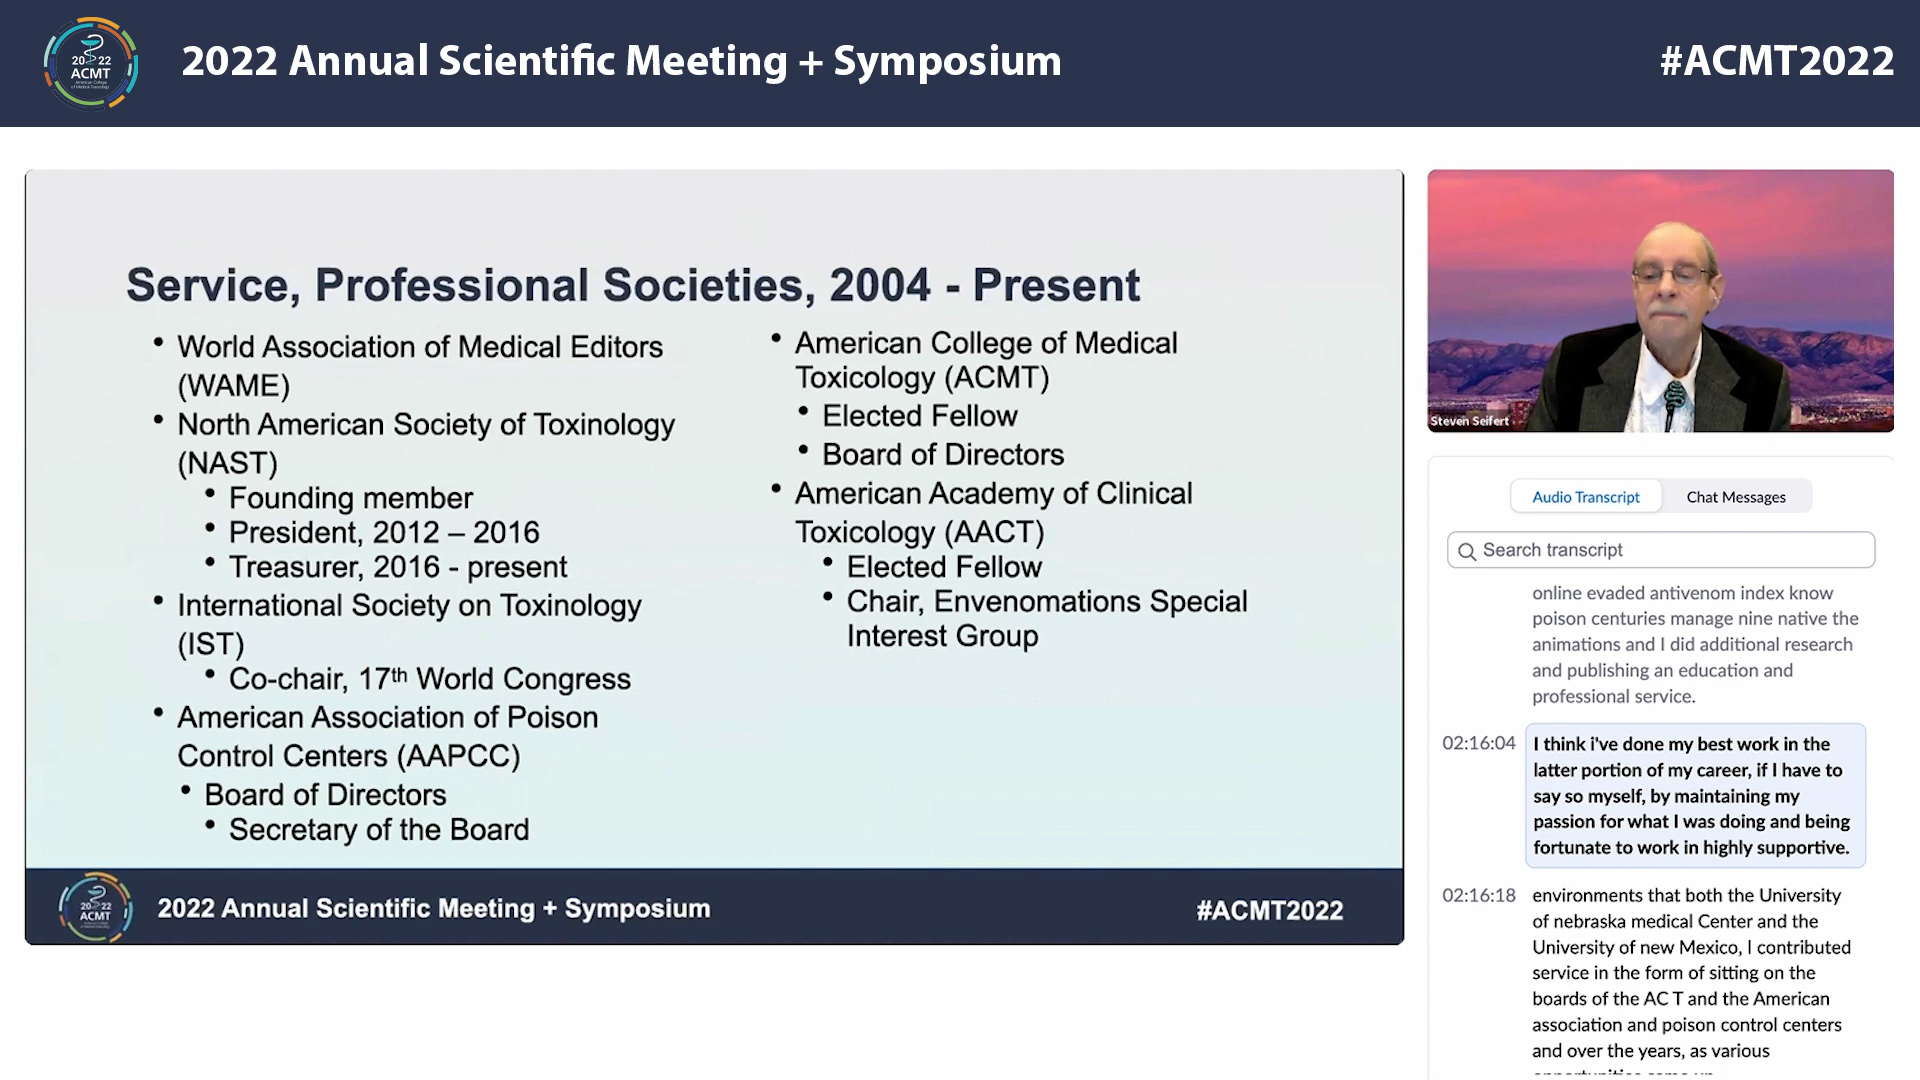 20 22
ACMT
American College
of Medical Toxicology
2022 Annual Scientific Meeting + Symposium
#ACMT2022
Service, Professional Societies, 2004 - Present
• World Association of Medical Editors
(WAME)
• North American Society of Toxinology
(NAST)
• Founding member
• President, 2012 – 2016
• Treasurer, 2016 - present
• International Society on Toxinology
(IST)
• Co-chair, 17th World Congress
• American Association of Poison
Control Centers (AAPCC)
• Board of Directors
• Secretary of the Board
• American College of Medical
Toxicology (ACMT)
• Elected Fellow
• Board of Directors
• American Academy of Clinical
Toxicology (AACT)
• Elected Fellow
• Chair, Envenomations Special
Interest Group
20 22
ACMT
2022 Annual Scientific Meeting + Symposium
#ACMT2022
Steven Seifert
Audio Transcript
Chat Messages
Search transcript
online evaded antivenom index know
poison centuries manage nine native the
animations and I did additional research
and publishing an education and
professional service.
02:16:04
I think i've done my best work in the
latter portion of my career, if I have to
say so myself, by maintaining my
passion for what I was doing and being
fortunate to work in highly supportive.
02:16:18
environments that both the University
of nebraska medical Center and the
University of new Mexico, I contributed
service in the form of sitting on the
boards of the AC T and the American
association and poison control centers
and over the years, as various